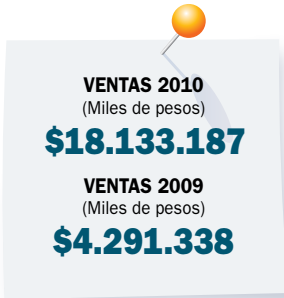 VENTAS 2010
(Miles de pesos)
$18.133.187
VENTAS 2009
(Miles de pesos)
$4.291.338